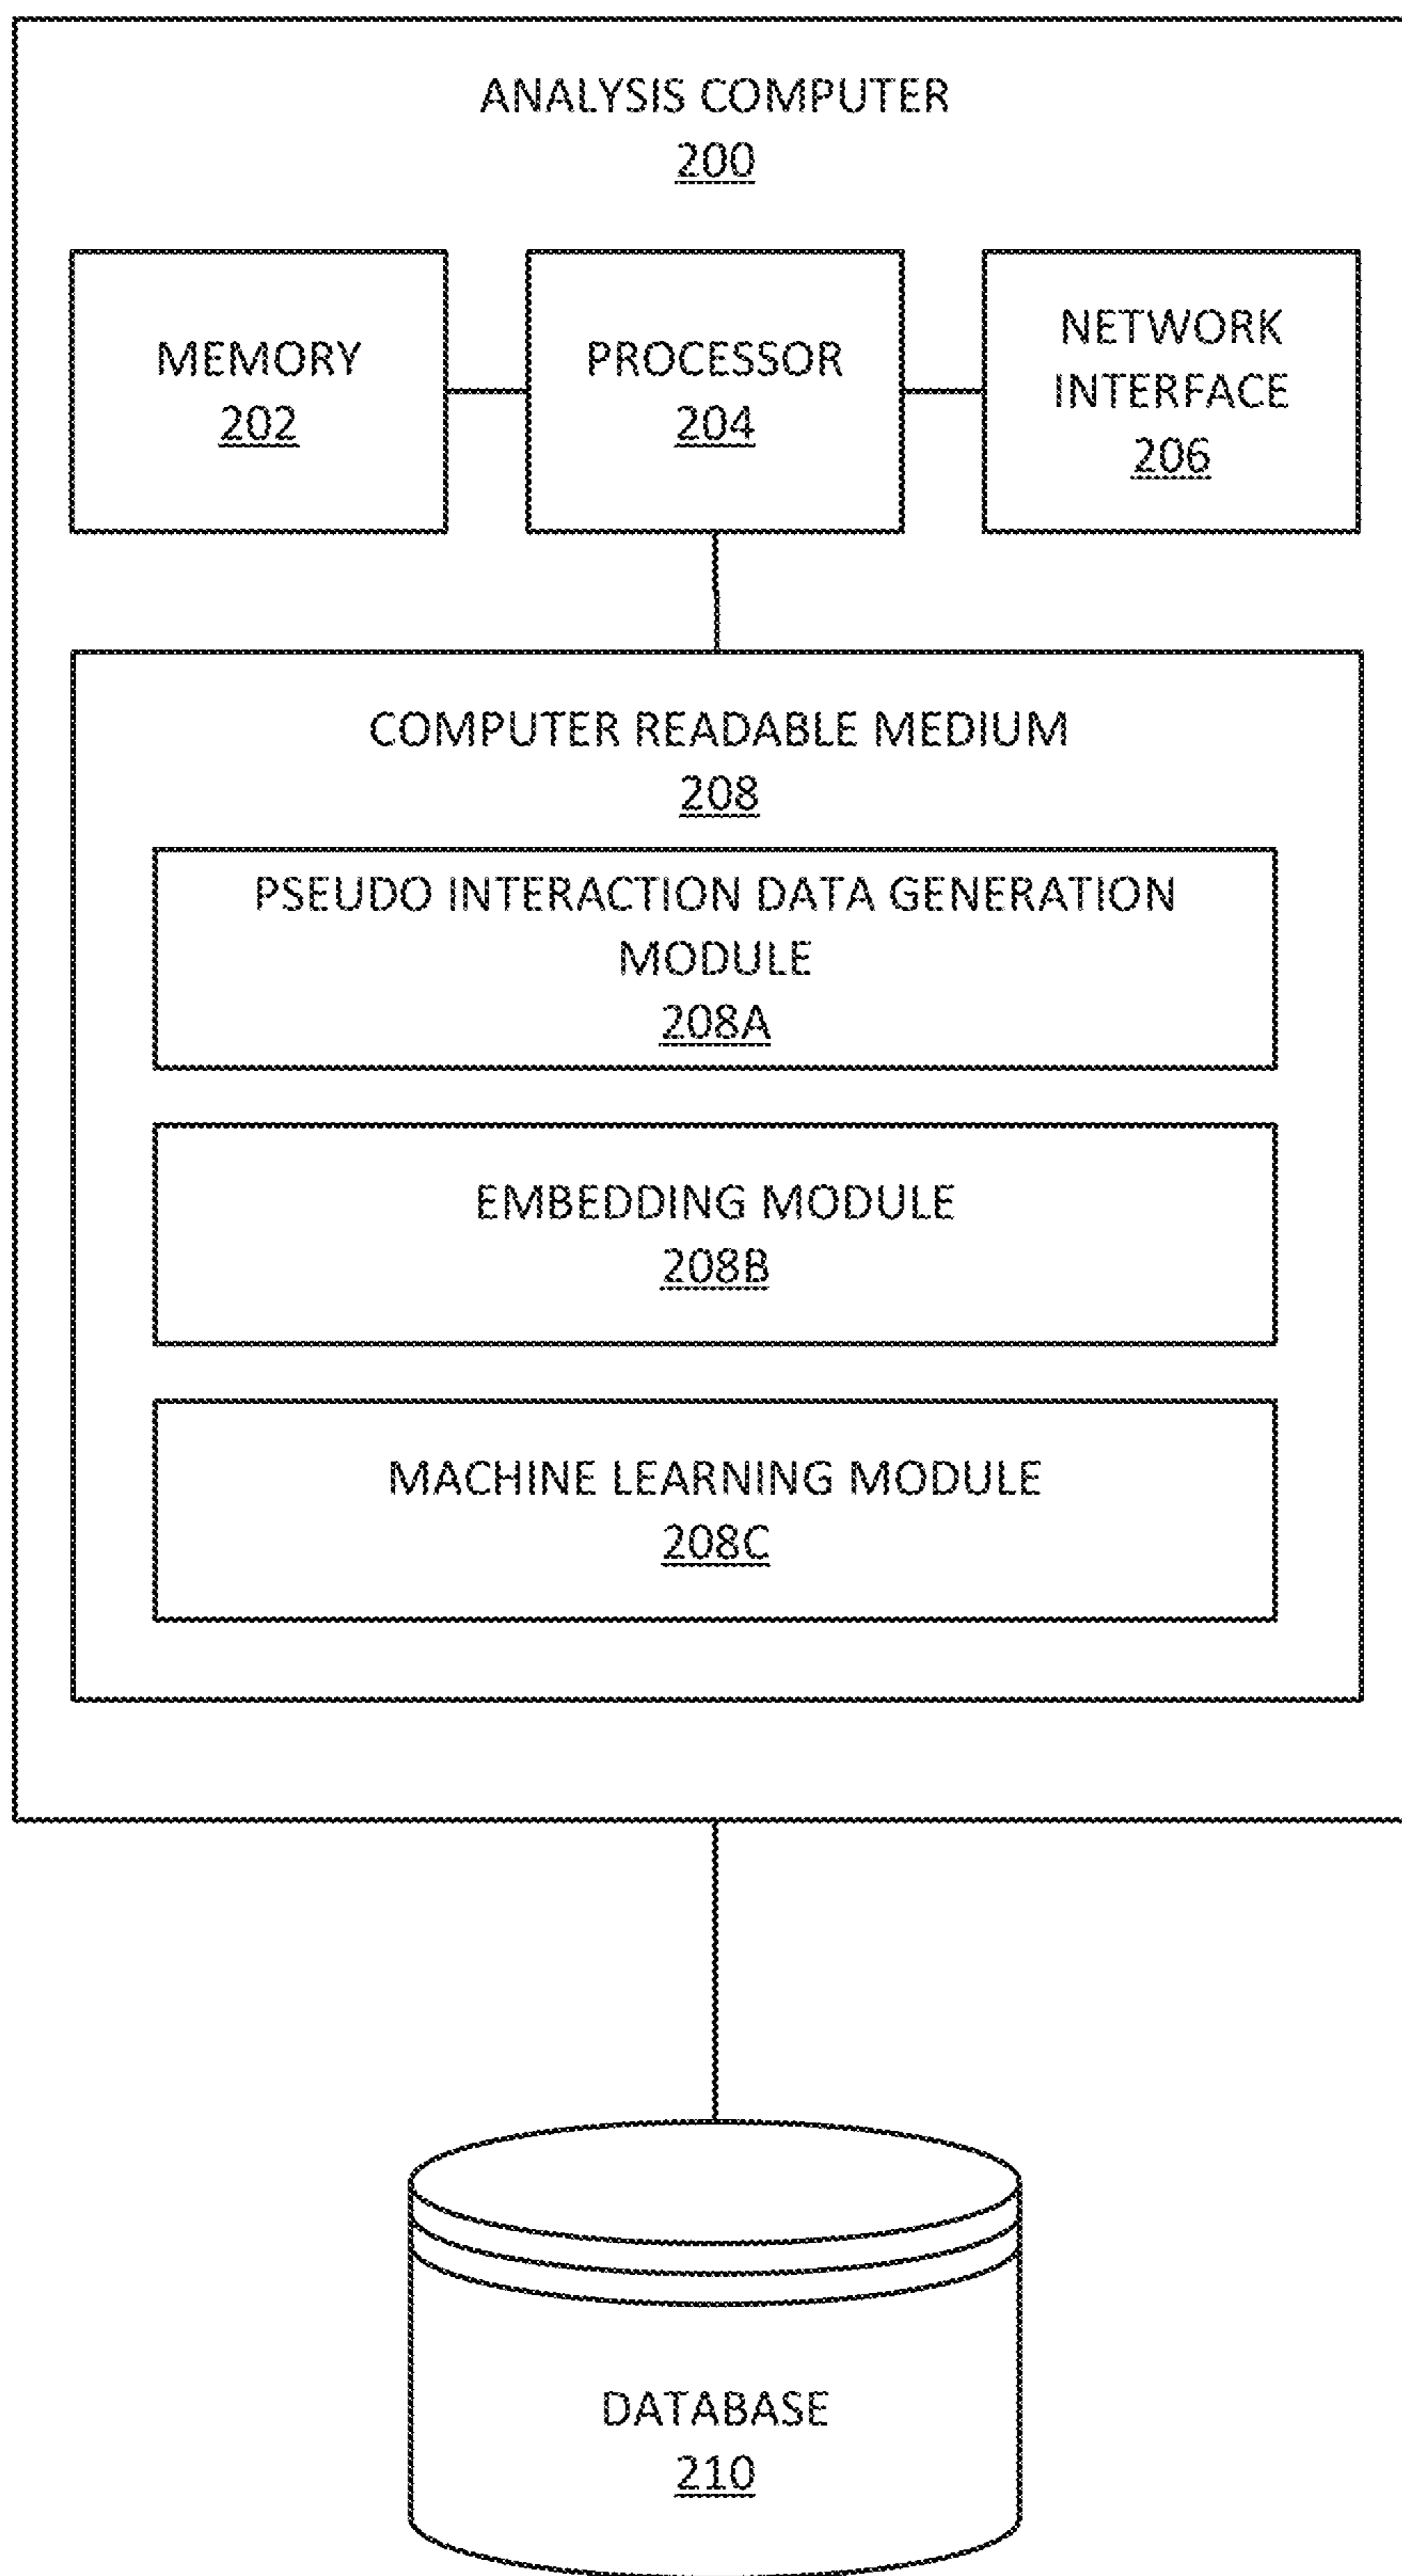 ANALYSIS COMPUTER
200
MEMORY
202
PROCESSOR
204
NETWORK
INTERFACE
206
COMPUTER READABLE MEDIUM
208
PSEUDO INTERACTION DATA GENERATION
MODULE
208A
EMBEDDING MODULE
208B
MACHINE LEARNING MODULE
208C
DATABASE
210